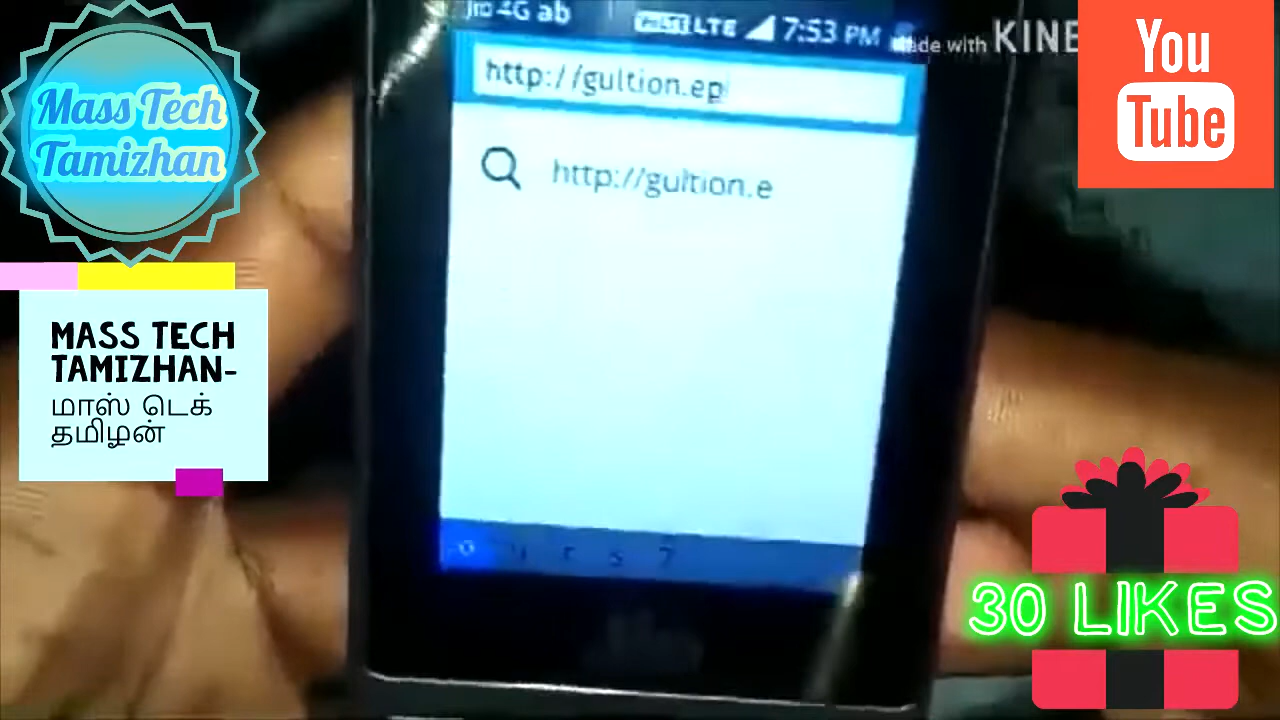 Jio 4G ab
LTE 7:53 PM
Made with KINE
http://gultion.ep
http://gultion.e
Mass Tech
Tamizhan
MASS TECH
TAMIZHAN-
மாஸ் டெக்
தமிழன்
You
Tube
30 LIKES